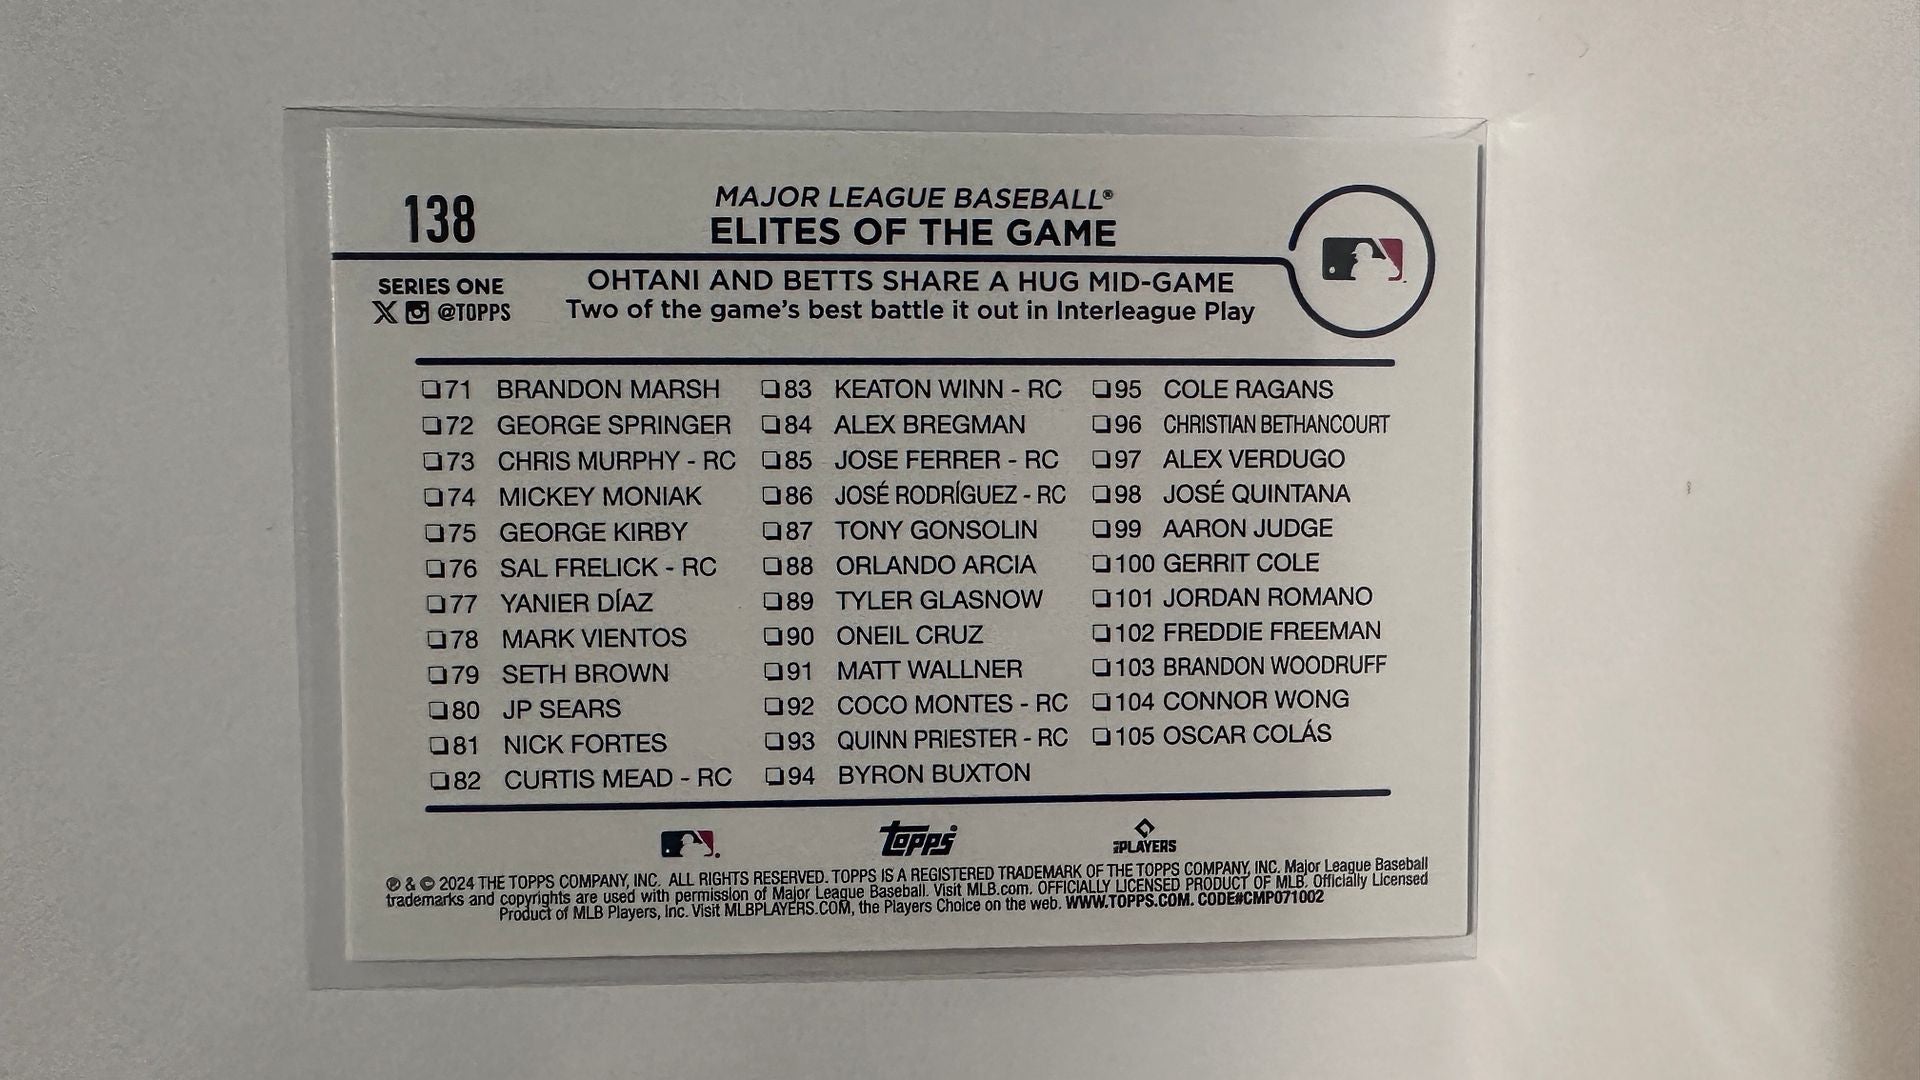 138
MAJOR LEAGUE BASEBALL®
ELITES OF THE GAME
SERIES ONE
@TOPPS
OHTANI AND BETTS SHARE A HUG MID-GAME
Two of the game's best battle it out in Interleague Play
71 BRANDON MARSH
72 GEORGE SPRINGER
73 CHRIS MURPHY - RC
74 MICKEY MONIAK
75 GEORGE KIRBY
76 SAL FRELICK - RC
77 YANIER DÍAZ
78 MARK VIENTOS
79 SETH BROWN
80 JP SEARS
81 NICK FORTES
82 CURTIS MEAD - RC
83 KEATON WINN - RC
84 ALEX BREGMAN
85 JOSE FERRER - RC
86 JOSÉ RODRÍGUEZ - RC
87 TONY GONSOLIN
88 ORLANDO ARCIA
89 TYLER GLASNOW
90 ONEIL CRUZ
91 MATT WALLNER
92 COCO MONTES - RC
93 QUINN PRIESTER - RC
94 BYRON BUXTON
95 COLE RAGANS
96 CHRISTIAN BETHANCOURT
97 ALEX VERDUGO
98 JOSÉ QUINTANA
99 AARON JUDGE
100 GERRIT COLE
101 JORDAN ROMANO
102 FREDDIE FREEMAN
103 BRANDON WOODRUFF
104 CONNOR WONG
105 OSCAR COLÁS
topps
PLAYERS
℗ & © 2024 THE TOPPS COMPANY, INC. ALL RIGHTS RESERVED. TOPPS IS A REGISTERED TRADEMARK OF THE TOPPS COMPANY, INC. Major League Baseball
trademarks and copyrights are used with permission of Major League Baseball. Visit MLB.com. OFFICIALLY LICENSED PRODUCT OF MLB. Officially Licensed
Product of MLB Players, Inc. Visit MLBPLAYERS.COM, the Players Choice on the web. WWW.TOPPS.COM. CODE#CMP071002